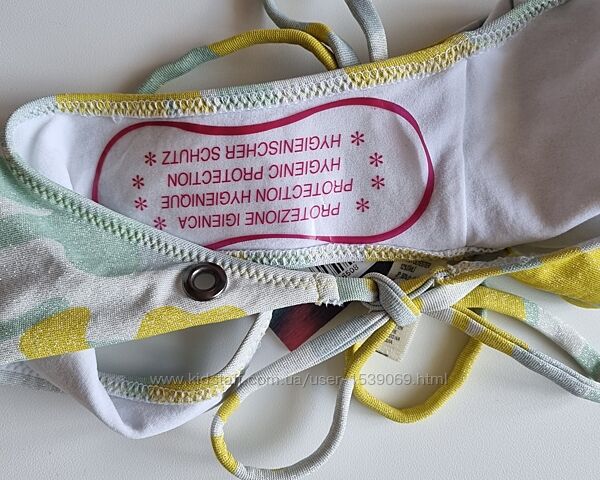 * PROTEZIONE IGIENICA *
* PROTECTION HYGIENIQUE *
* HYGIENIC PROTECTION *
HYGIENISCHER SCHUTZ *
www.kidstaff.com.ua/user-1539069.html